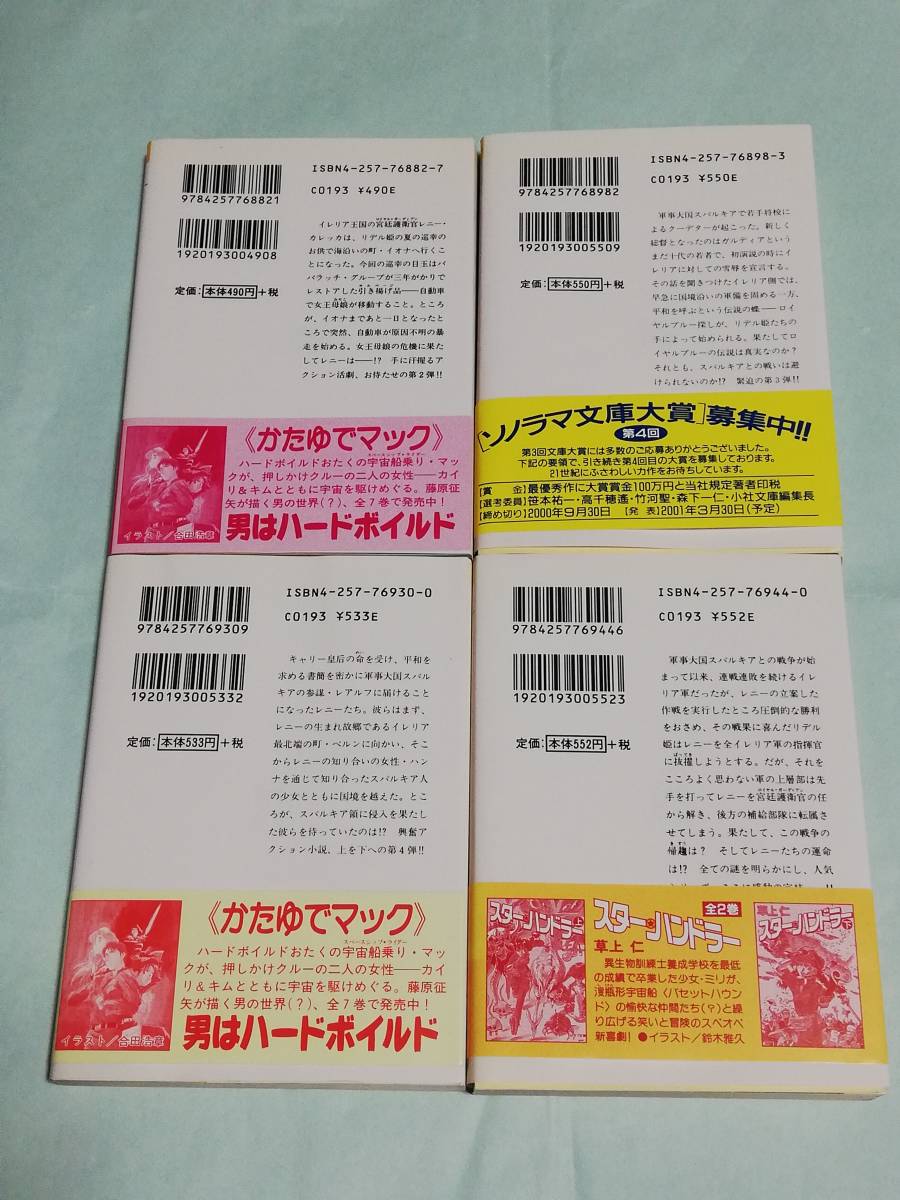 ISBN4-257-76882-7
C0193 ¥490E
9784257768821
1920193004908
定価：本体490円+税
イレリア王国の宮廷護衛官レニー・
カレッカは、リデル姫の夏の巡幸の
お供で海沿いの町・イオナへ行くこ
とになった。今回の巡幸の目玉はパ
パラッチ・グループが三年がかりで
レストアした引き揚げ品――自動車
で女王母娘が移動すること。ところ
が、イオナまであと一日となったと
ころで突然、自動車が原因不明の暴
走を始める。女王母娘の危機に果た
してレニーは――!? 手に汗握るア
クション活劇、お待たせの第2弾!!
《かたゆでマック》
ハードボイルドおたくの宇宙船乗り・マッ
クが、押しかけクルーの二人の女性――カイ
リ&キムとともに宇宙を駆けめぐる。藤原征
矢が描く男の世界(?)、全7巻で発売中!
男はハードボイルド
イラスト/合田浩章
ISBN4-257-76898-3
C0193 ¥550E
9784257768982
1920193005509
定価：本体550円+税
軍事大国スバルキアで若手将校によ
るクーデターが起こった。新しく
総督となったのはガルディアという
まだ十代の若者で、初演説の時にイ
レリアに対しての雪辱を宣言する。
その話を聞きつけたイレリア側では、
早急に国境沿いの軍備を固める一方、
平和を呼ぶという伝説の蝶――ロイ
ヤルブルー探しが、リデル姫たちの
手によって始められる。果たしてロ
イヤルブルーの伝説は真実なのか?
それとも、スバルキアとの戦いは避
けられないのか!? 緊迫の第3弾!!
[ソノラマ文庫大賞]募集中!!
第4回
第3回文庫大賞には多数のご応募ありがとうございました。
下記の要領で、引き続き第4回目の大賞を募集しております。
21世紀にふさわしい力作をお待ちしています。
[賞 金]最優秀作に大賞賞金100万円と当社規定著者印税
[選考委員]笹本祐一・高千穂遙・竹河聖・森下一仁・小社文庫編集長
[締め切り]2000年9月30日 [発 表]2001年3月30日(予定)
ISBN4-257-76930-0
C0193 ¥533E
9784257769309
1920193005332
定価：本体533円+税
キャリー皇后の命を受け、平和を
求める書簡を密かに軍事大国スバル
キアの参謀・レアルフに届けること
になったレニーたち。彼らはまず、
レニーの生まれ故郷であるイレリア
最北端の町・ベルンに向かい、そこ
からレニーの知り合いの女性・ハン
ナを通じて知り合ったスバルキア人
の少女とともに国境を越えた。とこ
ろが、スバルキア領に侵入を果たし
た彼らを待っていたのは!? 興奮ア
クション小説、上を下への第4弾!!
《かたゆでマック》
スペースシップ・ライダー
ハードボイルドおたくの宇宙船乗り・マッ
クが、押しかけクルーの二人の女性――カイ
リ&キムとともに宇宙を駆けめぐる。藤原征
矢が描く男の世界(?)、全7巻で発売中!
男はハードボイルド
イラスト/合田浩章
ISBN4-257-76944-0
C0193 ¥552E
9784257769446
1920193005523
定価：本体552円+税
軍事大国スバルキアとの戦争が始
まって以来、連戦連敗を続けるイレ
リア軍だったが、レニーの立案した
作戦を実行したところ圧倒的な勝利
をおさめ、その戦果に喜んだリデル
姫はレニーを全イレリア軍の指揮官
に抜擢しようとする。だが、それを
こころよく思わない軍の上層部は先
手を打ってレニーを宮廷護衛官の任
から解き、後方の補給部隊に転属さ
せてしまう。果たして、この戦争の
帰趨は? そしてレニーたちの運命
は!? 全ての謎を明らかにし、人気
スター・ハンドラー
全2巻
草上 仁
異生物訓練士養成学校を最低
の成績で卒業した少女・ミリが、
溲瓶形宇宙船〈バセットハウン
ド〉の愉快な仲間たち(?)と繰
り広げる笑いと冒険のスペオペ
新喜劇! ●イラスト/鈴木雅久
スター・ハンドラー 上
草上 仁
スター・ハンドラー 下